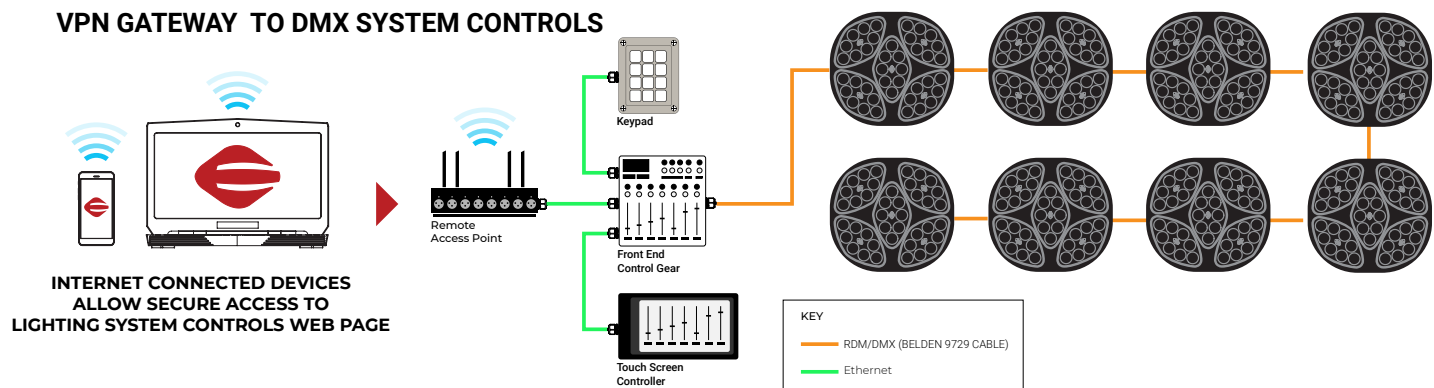 VPN GATEWAY TO DMX SYSTEM CONTROLS
INTERNET CONNECTED DEVICES
ALLOW SECURE ACCESS TO
LIGHTING SYSTEM CONTROLS WEB PAGE
Remote
Access Point
Keypad
Front End
Control Gear
Touch Screen
Controller
KEY
RDM/DMX (BELDEN 9729 CABLE)
Ethernet